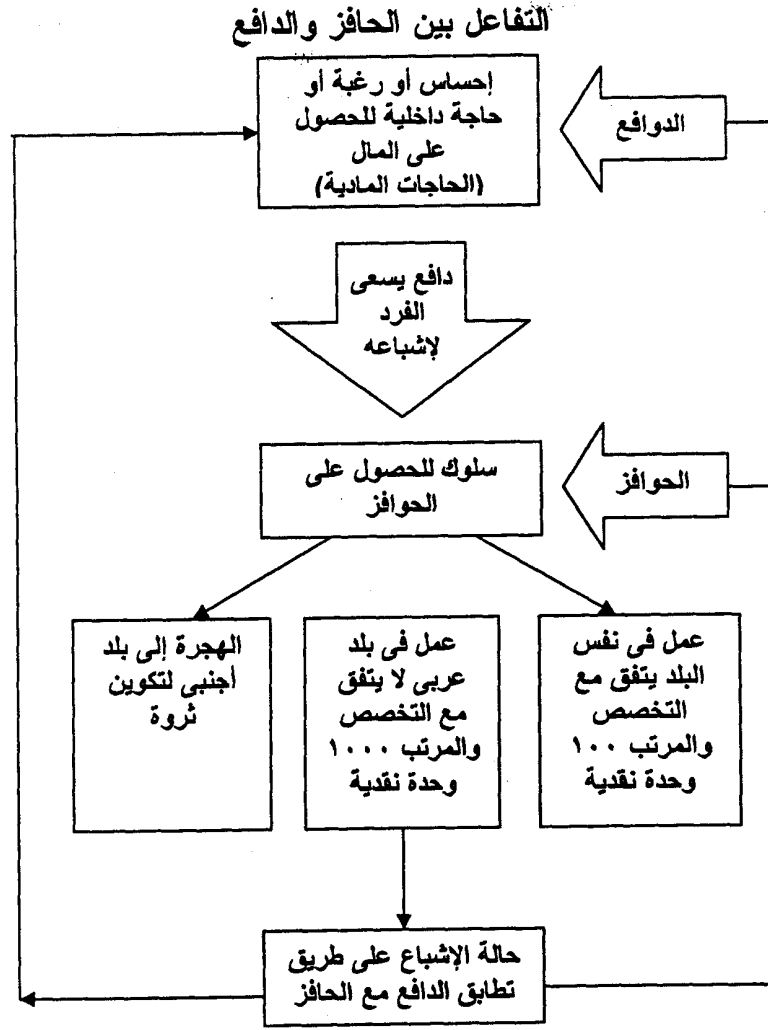 التفاعل بين الحافز والدافع
إحساس أو رغبة أو
حاجة داخلية للحصول
على المال
(الحاجات المادية)
الدوافع
دافع يسعى
الفرد
لإشباعه
سلوك للحصول على
الحوافز
الحوافز
عمل فى نفس
البلد يتفق مع
التخصص
والمرتب ١٠٠
وحدة نقدية
عمل فى بلد
عربى لا يتفق
مع التخصص
والمرتب ١٠٠٠
وحدة نقدية
الهجرة إلى بلد
أجنبى لتكوين
ثروة
حالة الإشباع على طريق
تطابق الدافع مع الحافز